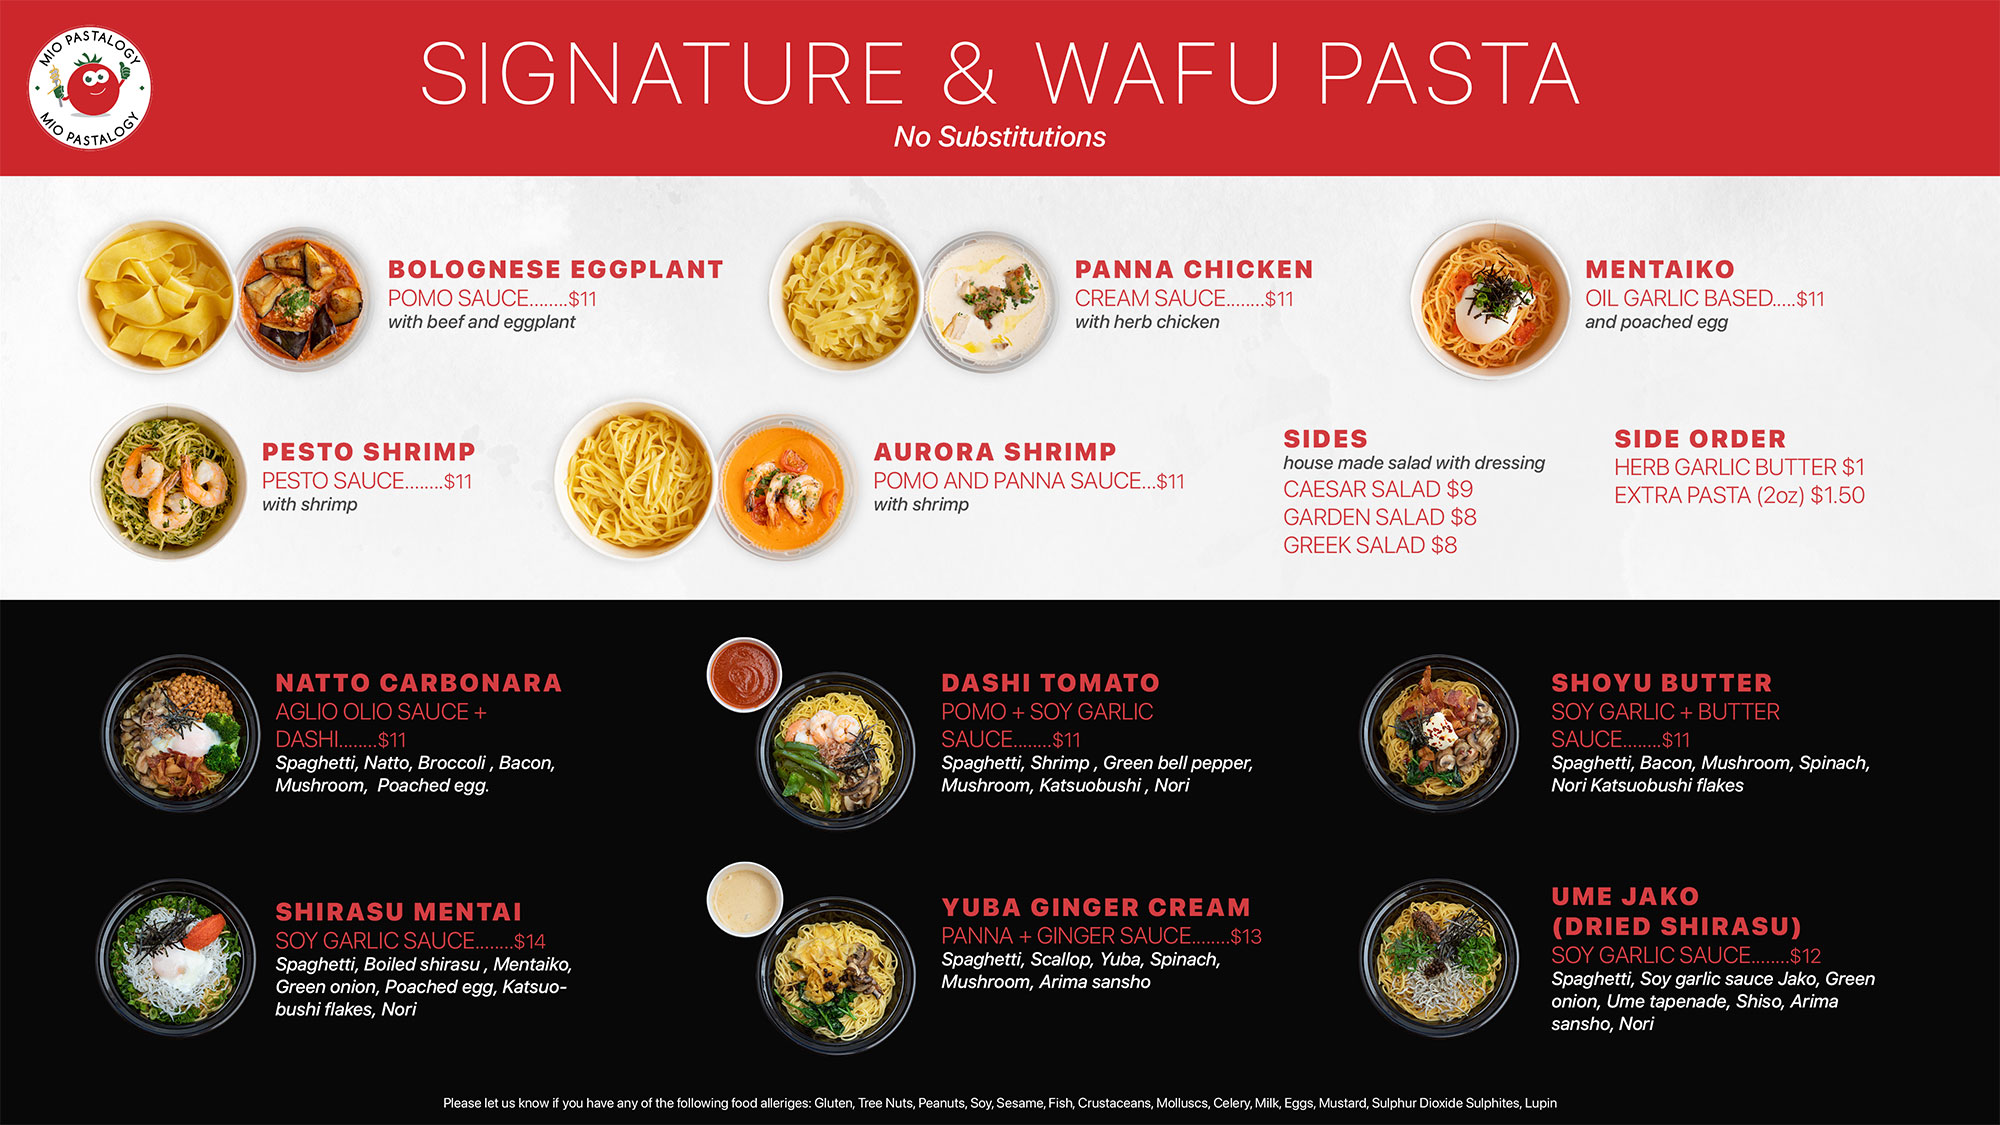 MIO PASTALOGY
MIO PASTALOGY
SIGNATURE & WAFU PASTA
No Substitutions
BOLOGNESE EGGPLANT
POMO SAUCE........$11
with beef and eggplant
PANNA CHICKEN
CREAM SAUCE........$11
with herb chicken
MENTAIKO
OIL GARLIC BASED.....$11
and poached egg
PESTO SHRIMP
PESTO SAUCE........$11
with shrimp
AURORA SHRIMP
POMO AND PANNA SAUCE...$11
with shrimp
SIDES
house made salad with dressing
CAESAR SALAD $9
GARDEN SALAD $8
GREEK SALAD $8
SIDE ORDER
HERB GARLIC BUTTER $1
EXTRA PASTA (2oz) $1.50
NATTO CARBONARA
AGLIO OLIO SAUCE +
DASHI........$11
Spaghetti, Natto, Broccoli , Bacon,
Mushroom, Poached egg.
DASHI TOMATO
POMO + SOY GARLIC
SAUCE........$11
Spaghetti, Shrimp , Green bell pepper,
Mushroom, Katsuobushi , Nori
SHOYU BUTTER
SOY GARLIC + BUTTER
SAUCE........$11
Spaghetti, Bacon, Mushroom, Spinach,
Nori Katsuobushi flakes
SHIRASU MENTAI
SOY GARLIC SAUCE........$14
Spaghetti, Boiled shirasu , Mentaiko,
Green onion, Poached egg, Katsuo-
bushi flakes, Nori
YUBA GINGER CREAM
PANNA + GINGER SAUCE........$13
Spaghetti, Scallop, Yuba, Spinach,
Mushroom, Arima sansho
UME JAKO
(DRIED SHIRASU)
SOY GARLIC SAUCE........$12
Spaghetti, Soy garlic sauce Jako, Green
onion, Ume tapenade, Shiso, Arima
sansho, Nori
Please let us know if you have any of the following food alleriges: Gluten, Tree Nuts, Peanuts, Soy, Sesame, Fish, Crustaceans, Molluscs, Celery, Milk, Eggs, Mustard, Sulphur Dioxide Sulphites, Lupin